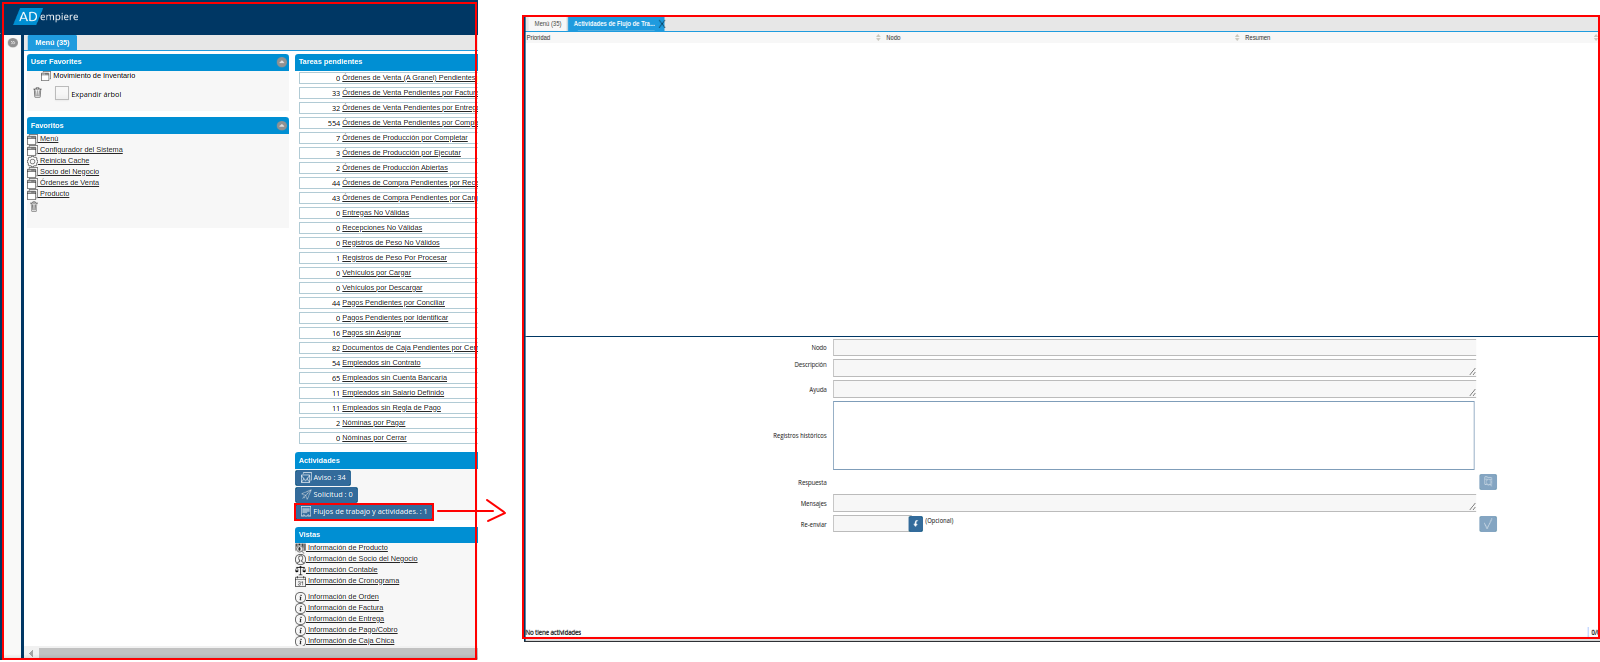 ADempiere
Menú (35)
User Favorites
Movimiento de Inventario
Expandir árbol
Favoritos
Menú
Configurador del Sistema
Reinicia Cache
Socio del Negocio
Órdenes de Venta
Producto
Tareas pendientes
0 Órdenes de Venta (A Granel) Pendientes
33 Órdenes de Venta Pendientes por Factur
32 Órdenes de Venta Pendientes por Entreg
554 Órdenes de Venta Pendientes por Comple
7 Órdenes de Producción por Completar
3 Órdenes de Producción por Ejecutar
2 Órdenes de Producción Abiertas
44 Órdenes de Compra Pendientes por Rec
43 Órdenes de Compra Pendientes por Carg
0 Entregas No Válidas
0 Recepciones No Válidas
0 Registros de Peso No Válidos
1 Registros de Peso Por Procesar
0 Vehículos por Cargar
0 Vehículos por Descargar
44 Pagos Pendientes por Conciliar
0 Pagos Pendientes por Identificar
16 Pagos sin Asignar
82 Documentos de Caja Pendientes por Cer
54 Empleados sin Contrato
65 Empleados sin Cuenta Bancaria
11 Empleados sin Salario Definido
11 Empleados sin Regla de Pago
2 Nóminas por Pagar
0 Nóminas por Cerrar
Actividades
Aviso : 34
Solicitud : 0
Flujos de trabajo y actividades. : 1
Vistas
Información de Producto
Información de Socio del Negocio
Información Contable
Información de Cronograma
Información de Orden
Información de Factura
Información de Entrega
Información de Pago/Cobro
Información de Caja Chica
Menú (35) Actividades de Flujo de Tra...
Prioridad Nodo Resumen
Nodo
Descripción
Ayuda
Registros históricos
Respuesta
Mensajes
Re-enviar (Opcional)
No tiene actividades